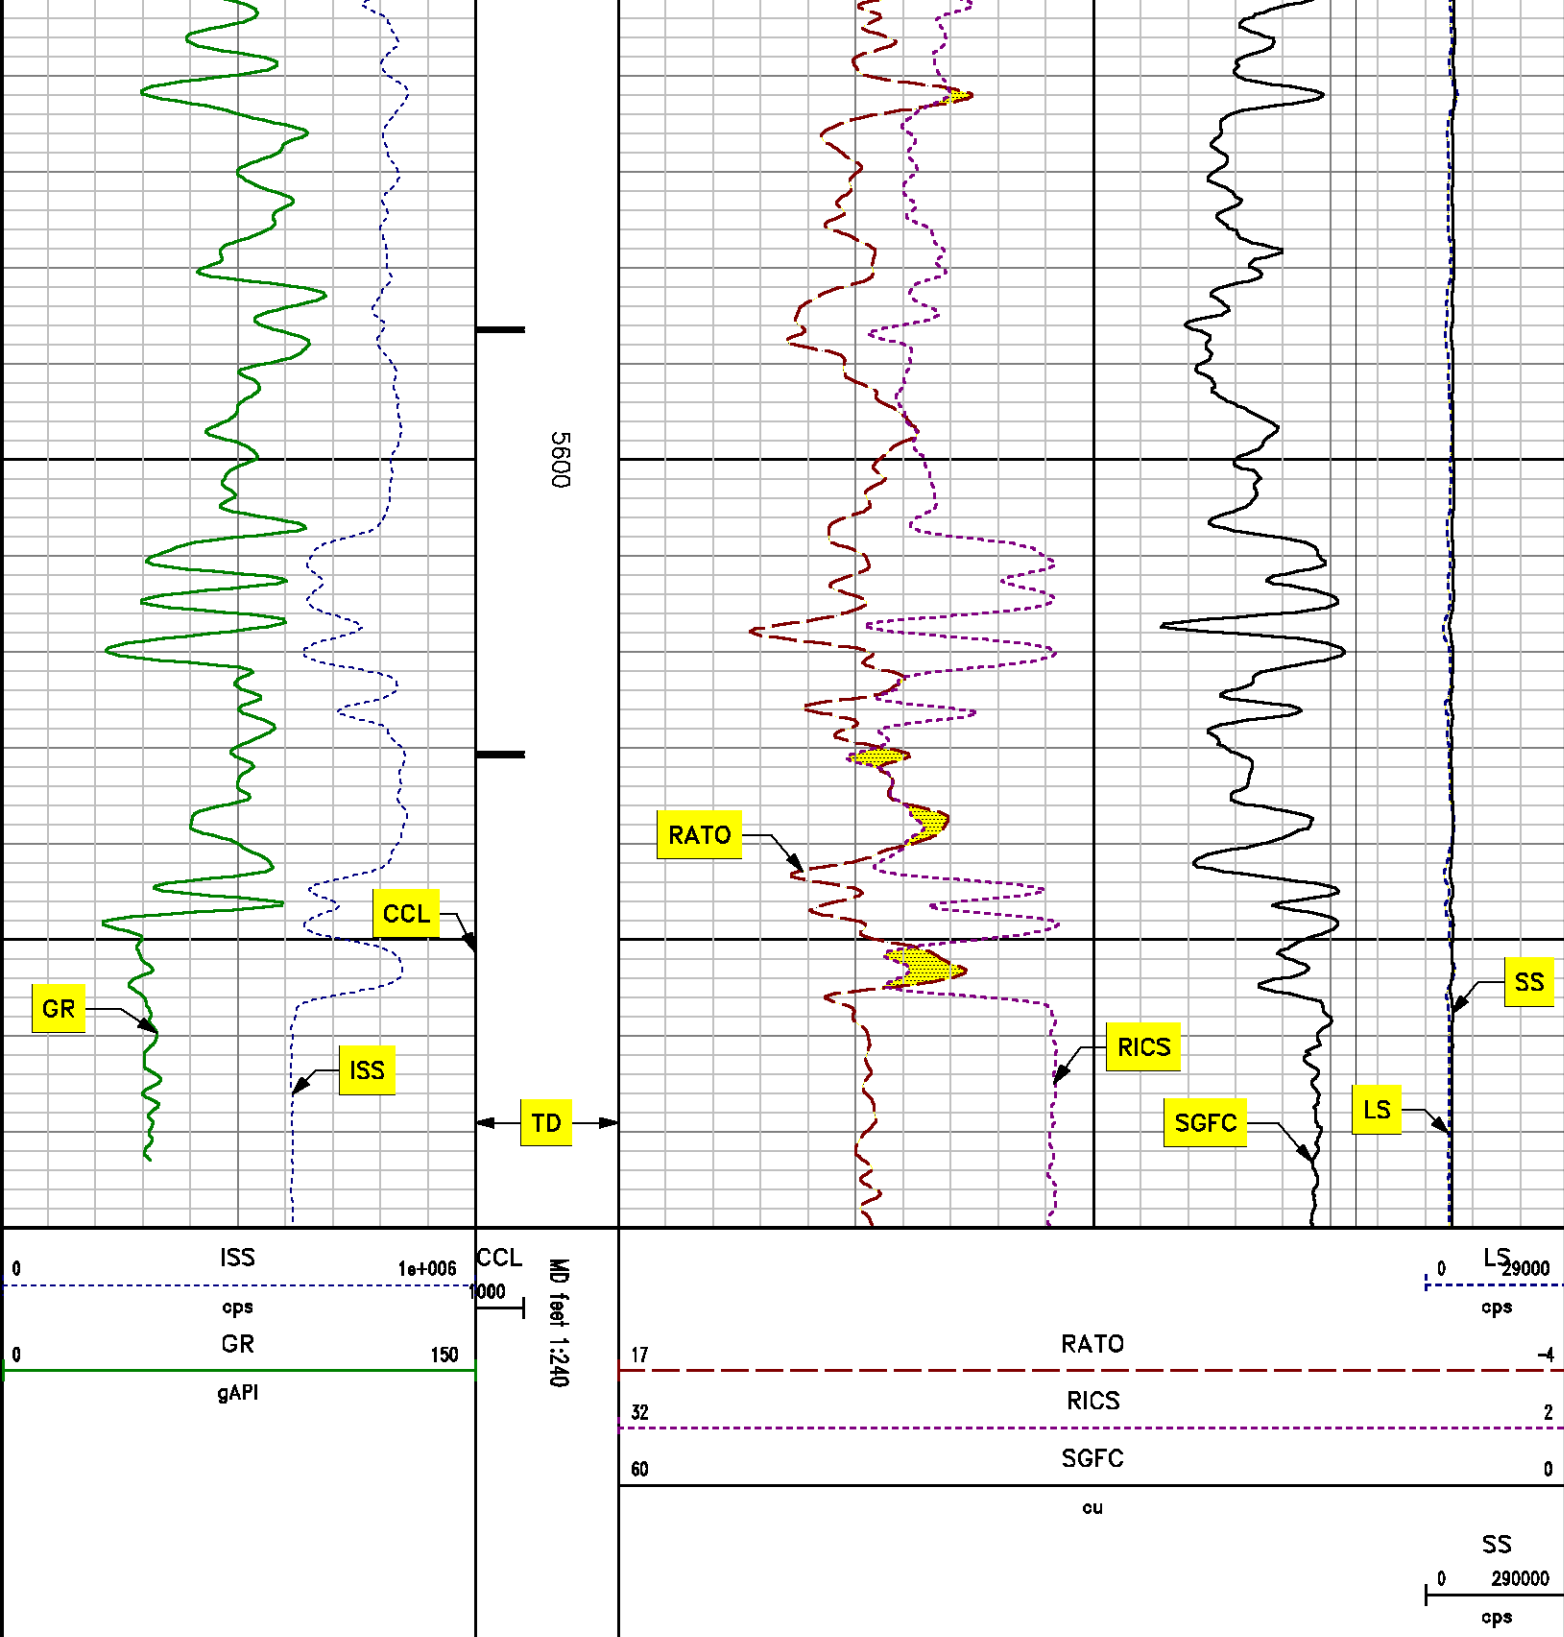 5600
RATO
CCL
SS
GR
RICS
ISS
LS
TD
SGFC
ISS
0 1e+006
cps
GR
0 150
gAPI
CCL
1000
MD feet 1:240
LS
0 29000
cps
RATO
17 -4
RICS
32 2
SGFC
60 0
cu
SS
0 290000
cps